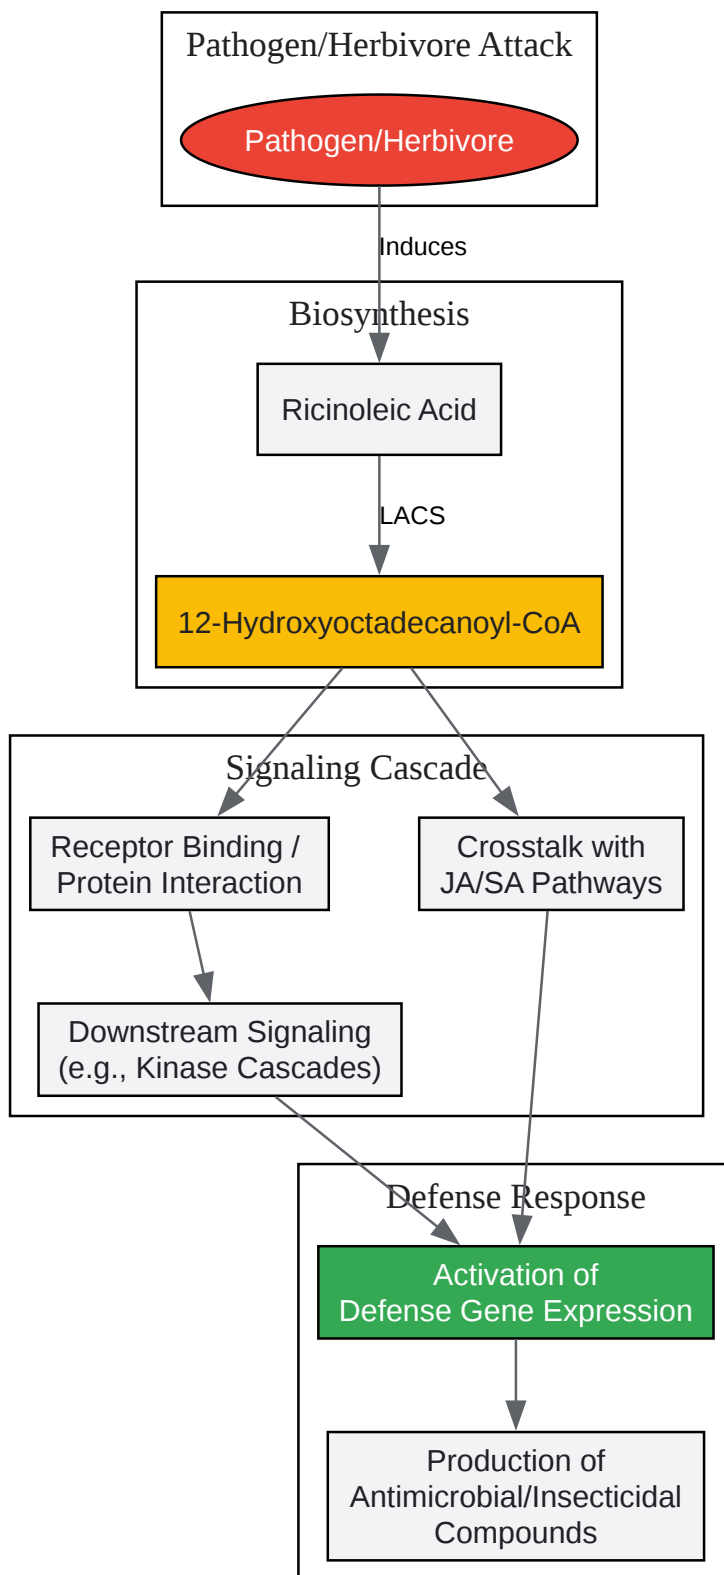 Pathogen/Herbivore Attack
Pathogen/Herbivore
Induces
Biosynthesis
Ricinoleic Acid
LACS
12-Hydroxyoctadecanoyl-CoA
Signaling Cascade
Receptor Binding /
Protein Interaction
Crosstalk with
JA/SA Pathways
Downstream Signaling
(e.g., Kinase Cascades)
Defense Response
Activation of
Defense Gene Expression
Production of
Antimicrobial/Insecticidal
Compounds